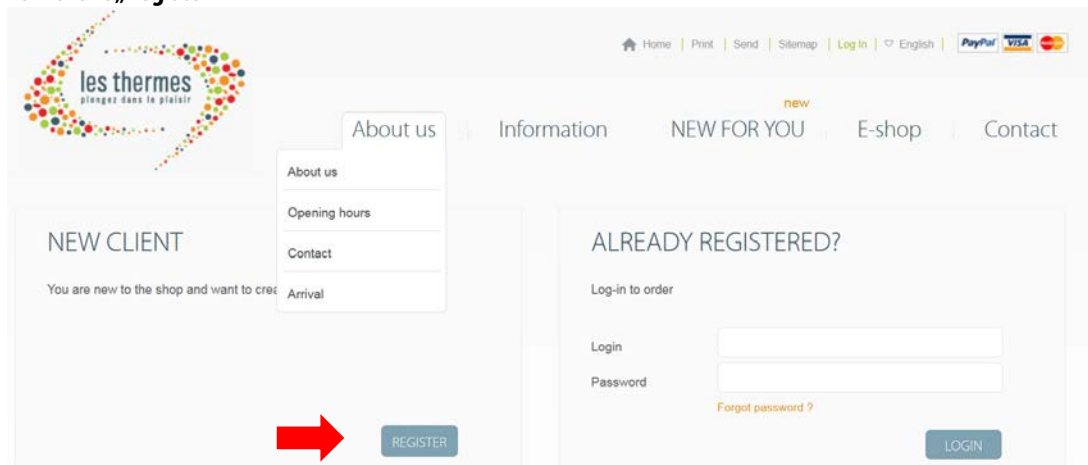 les thermes
plongez dans le plaisir
Home | Print | Send | Sitemap | Log In | English | PayPal VISA
new
About us Information NEW FOR YOU E-shop Contact
About us
Opening hours
Contact
Arrival
NEW CLIENT
You are new to the shop and want to crea
REGISTER
ALREADY REGISTERED?
Log-in to order
Login
Password
Forgot password ?
LOGIN